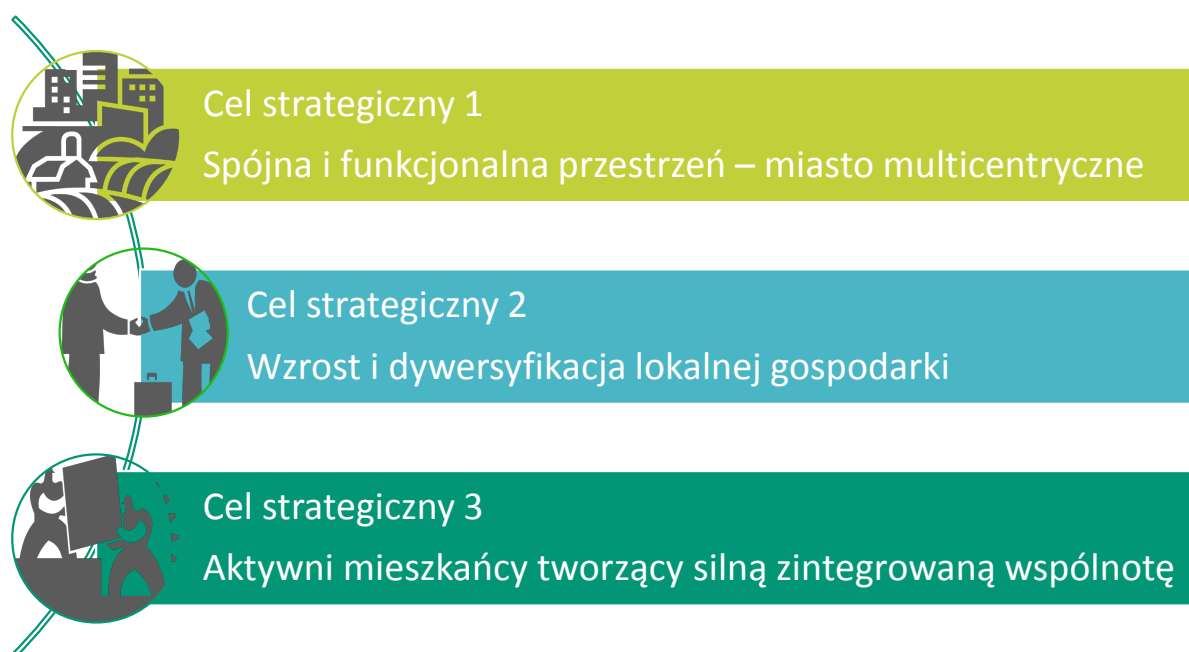 Cel strategiczny 1
Spójna i funkcjonalna przestrzeń – miasto multicentryczne
Cel strategiczny 2
Wzrost i dywersyfikacja lokalnej gospodarki
Cel strategiczny 3
Aktywni mieszkańcy tworzący silną zintegrowaną wspólnotę